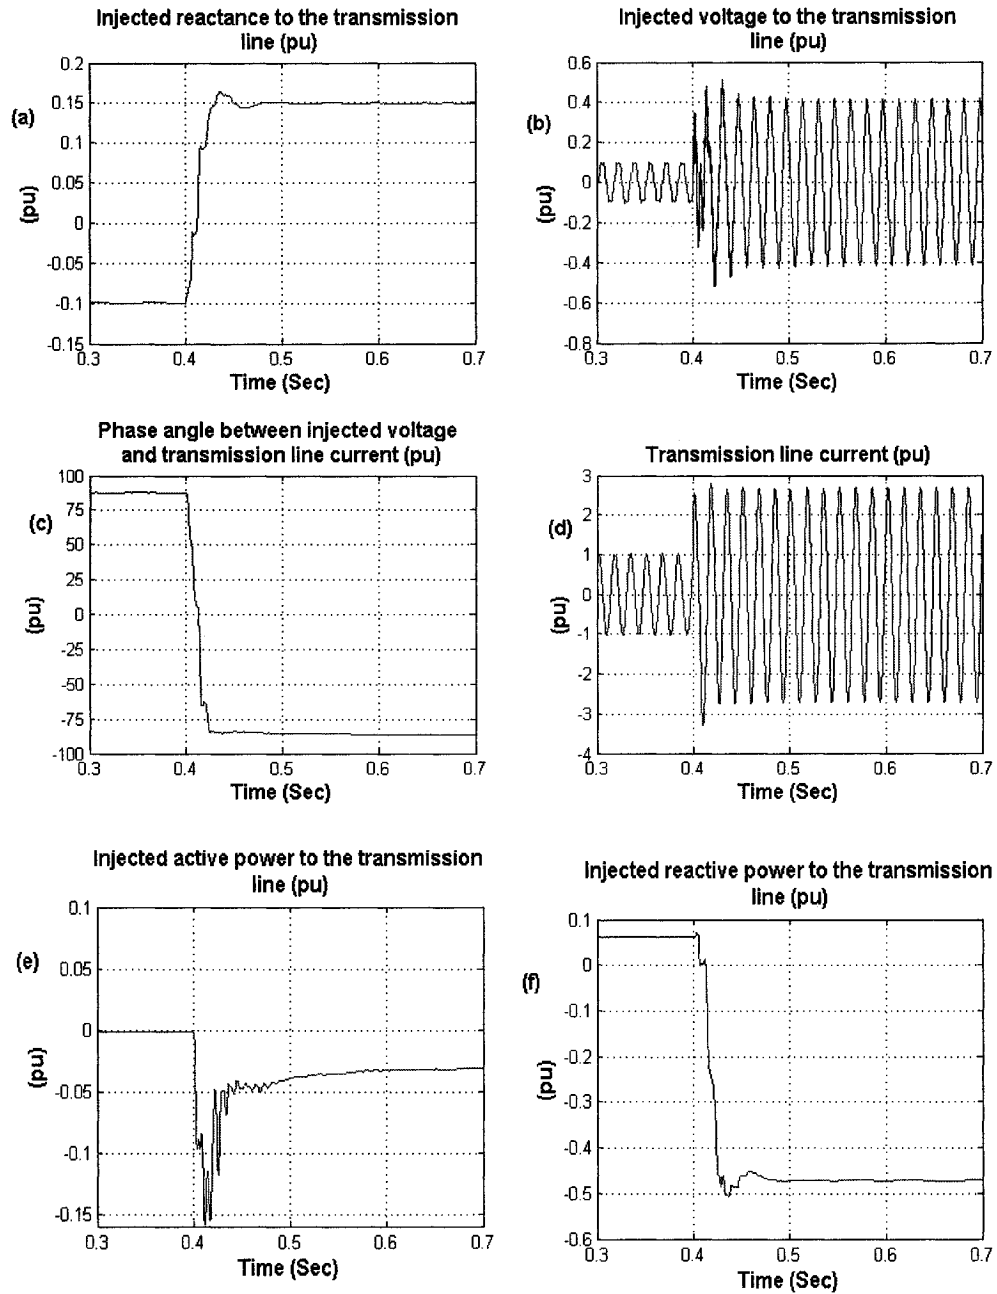 Injected reactance to the transmission
line (pu)
(a)
(pu)
0.2
0.15
0.1
0.05
0
-0.05
-0.1
-0.15
0.3
0.4
0.5
0.6
0.7
Time (Sec)
Injected voltage to the transmission
line (pu)
(b)
(pu)
0.6
0.4
0.2
0
-0.2
-0.4
-0.6
-0.8
0.3
0.4
0.5
0.6
0.7
Time (Sec)
Phase angle between injected voltage
and transmission line current (pu)
(c)
(pu)
100
75
50
25
0
-25
-50
-75
-100
0.3
0.4
0.5
0.6
0.7
Time (Sec)
Transmission line current (pu)
(d)
(pu)
3
2
1
0
-1
-2
-3
-4
0.3
0.4
0.5
0.6
0.7
Time (Sec)
Injected active power to the transmission
line (pu)
(e)
(pu)
0.1
0.05
0
-0.05
-0.1
-0.15
0.3
0.4
0.5
0.6
0.7
Time (Sec)
Injected reactive power to the transmission
line (pu)
(f)
(pu)
0.1
0
-0.1
-0.2
-0.3
-0.4
-0.5
-0.6
0.3
0.4
0.5
0.6
0.7
Time (Sec)